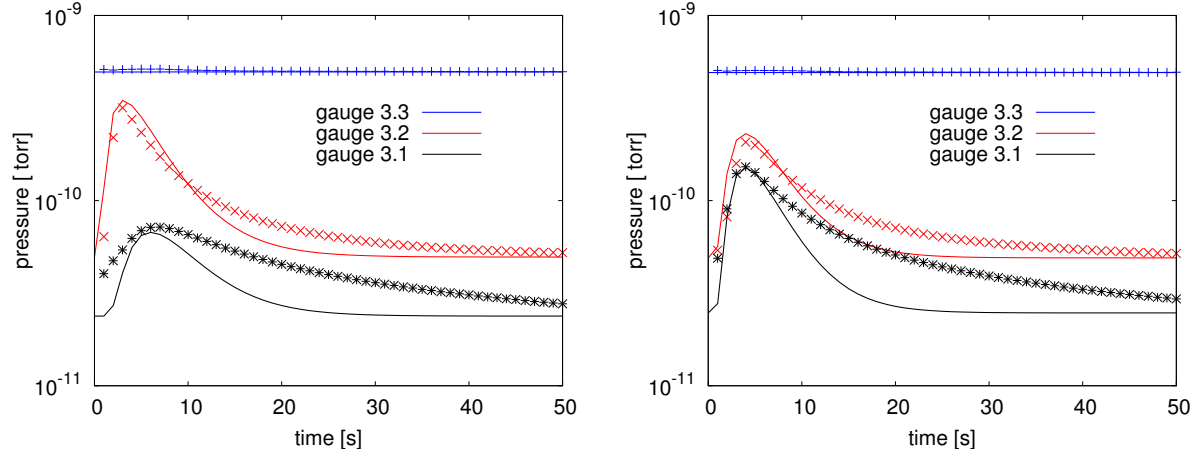 10^-9
10^-10
10^-11
pressure [ torr]
0 10 20 30 40 50
time [s]
gauge 3.3
gauge 3.2
gauge 3.1
10^-9
10^-10
10^-11
pressure [ torr]
0 10 20 30 40 50
time [s]
gauge 3.3
gauge 3.2
gauge 3.1